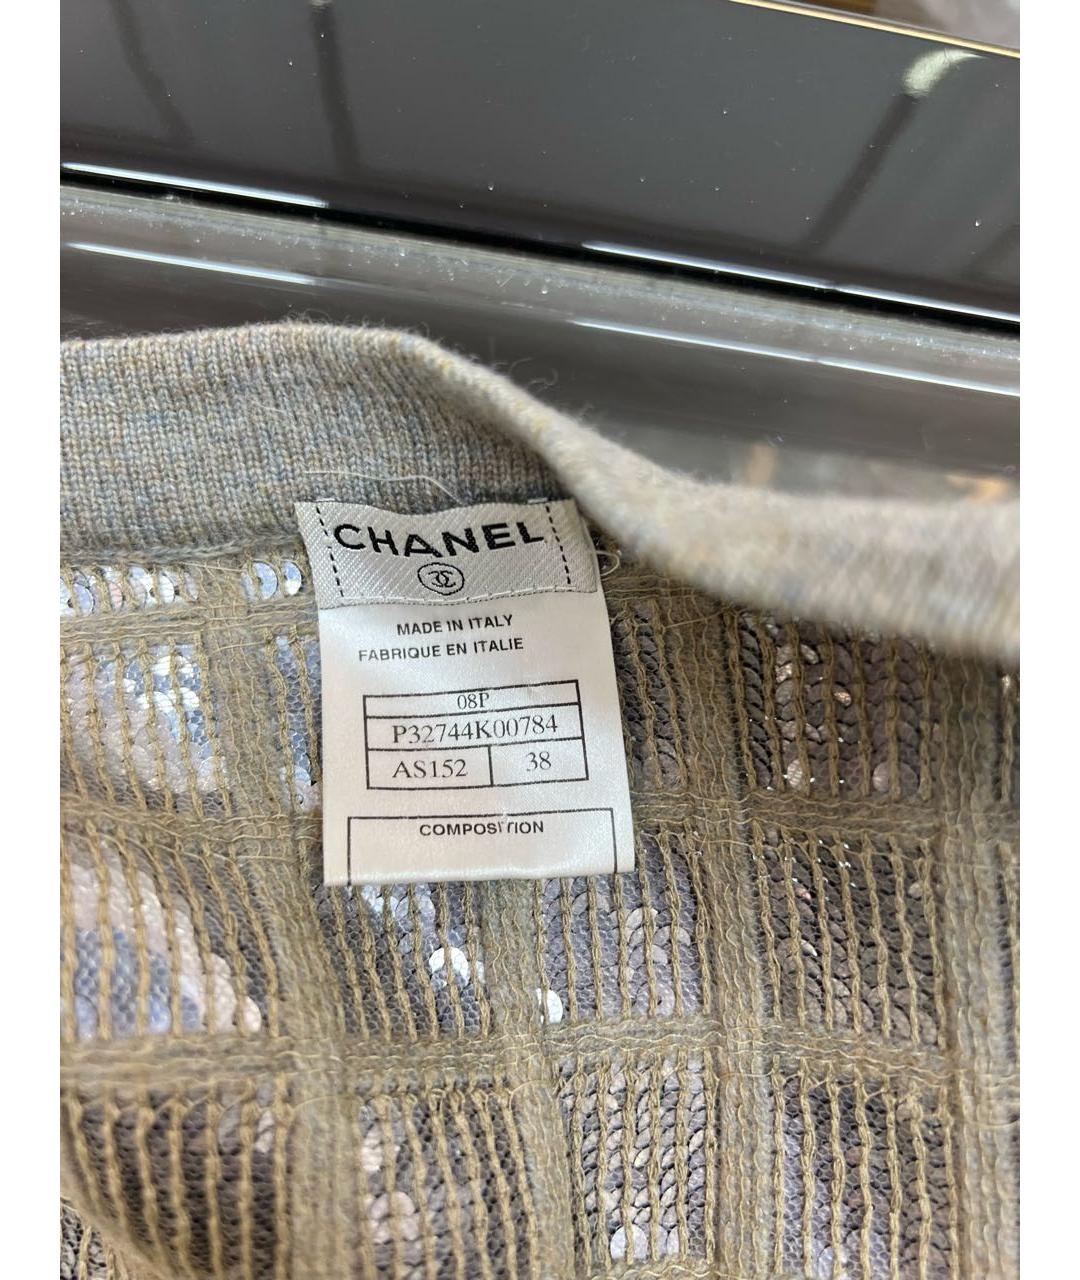 CHANEL
MADE IN ITALY
FABRIQUE EN ITALIE
08P
P32744K00784
AS152 38
COMPOSITION